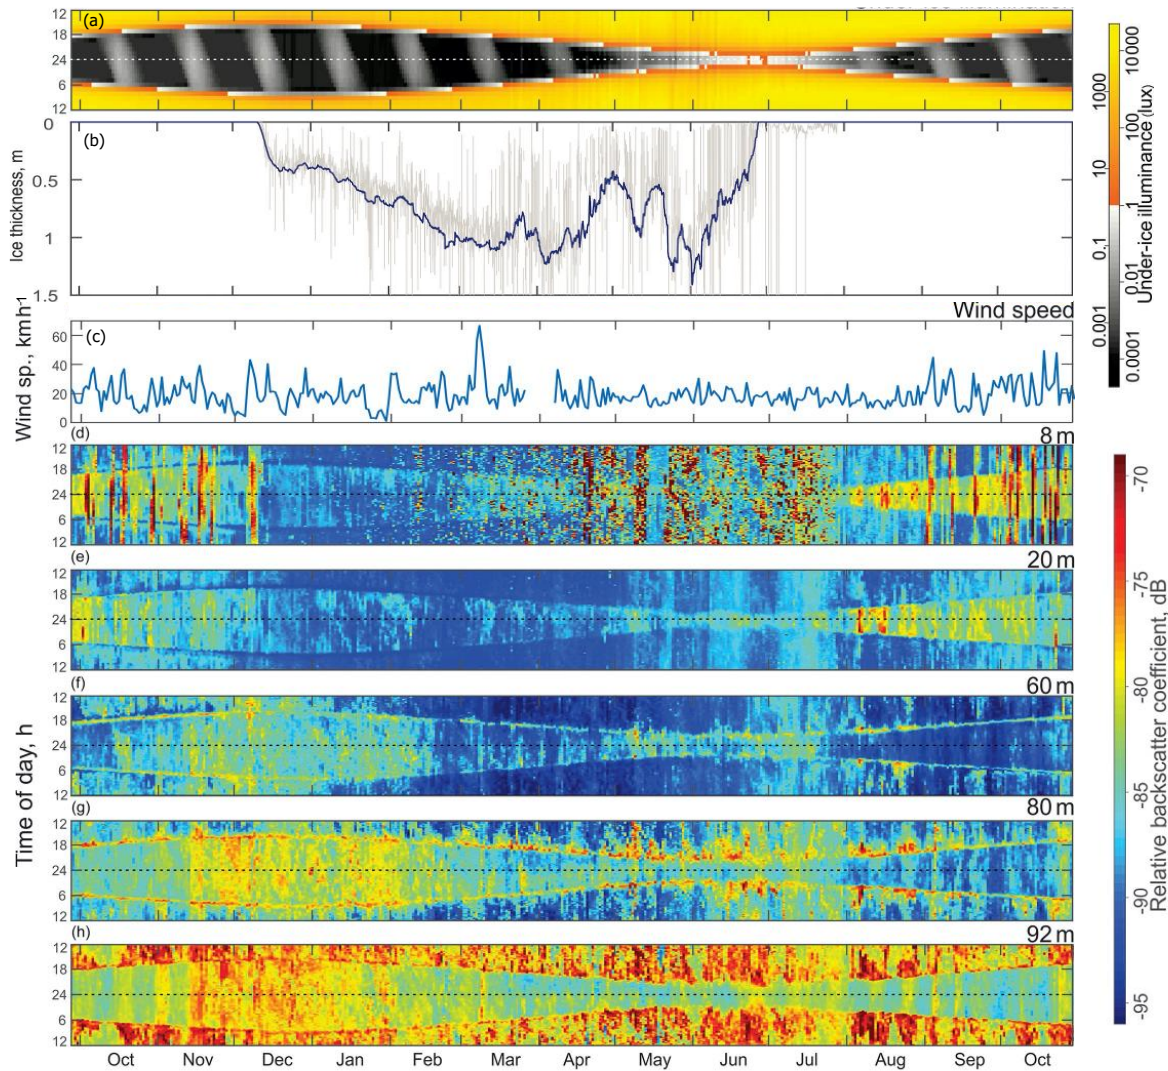 Under-ice illumination
(a)
12
18
24
6
12
(b)
0
0.5
1
1.5
Ice thickness, m
Wind speed
(c)
60
40
20
0
Wind sp., km h-1
(d)
8 m
12
18
24
6
12
(e)
20 m
12
18
24
6
12
(f)
60 m
12
18
24
6
12
(g)
80 m
12
18
24
6
12
(h)
92 m
12
18
24
6
12
Time of day, h
Oct Nov Dec Jan Feb Mar Apr May Jun Jul Aug Sep Oct
10000
1000
100
10
1
0.1
0.01
0.001
0.0001
Under-ice illuminance (lux)
-70
-75
-80
-85
-90
-95
Relative backscatter coefficient, dB